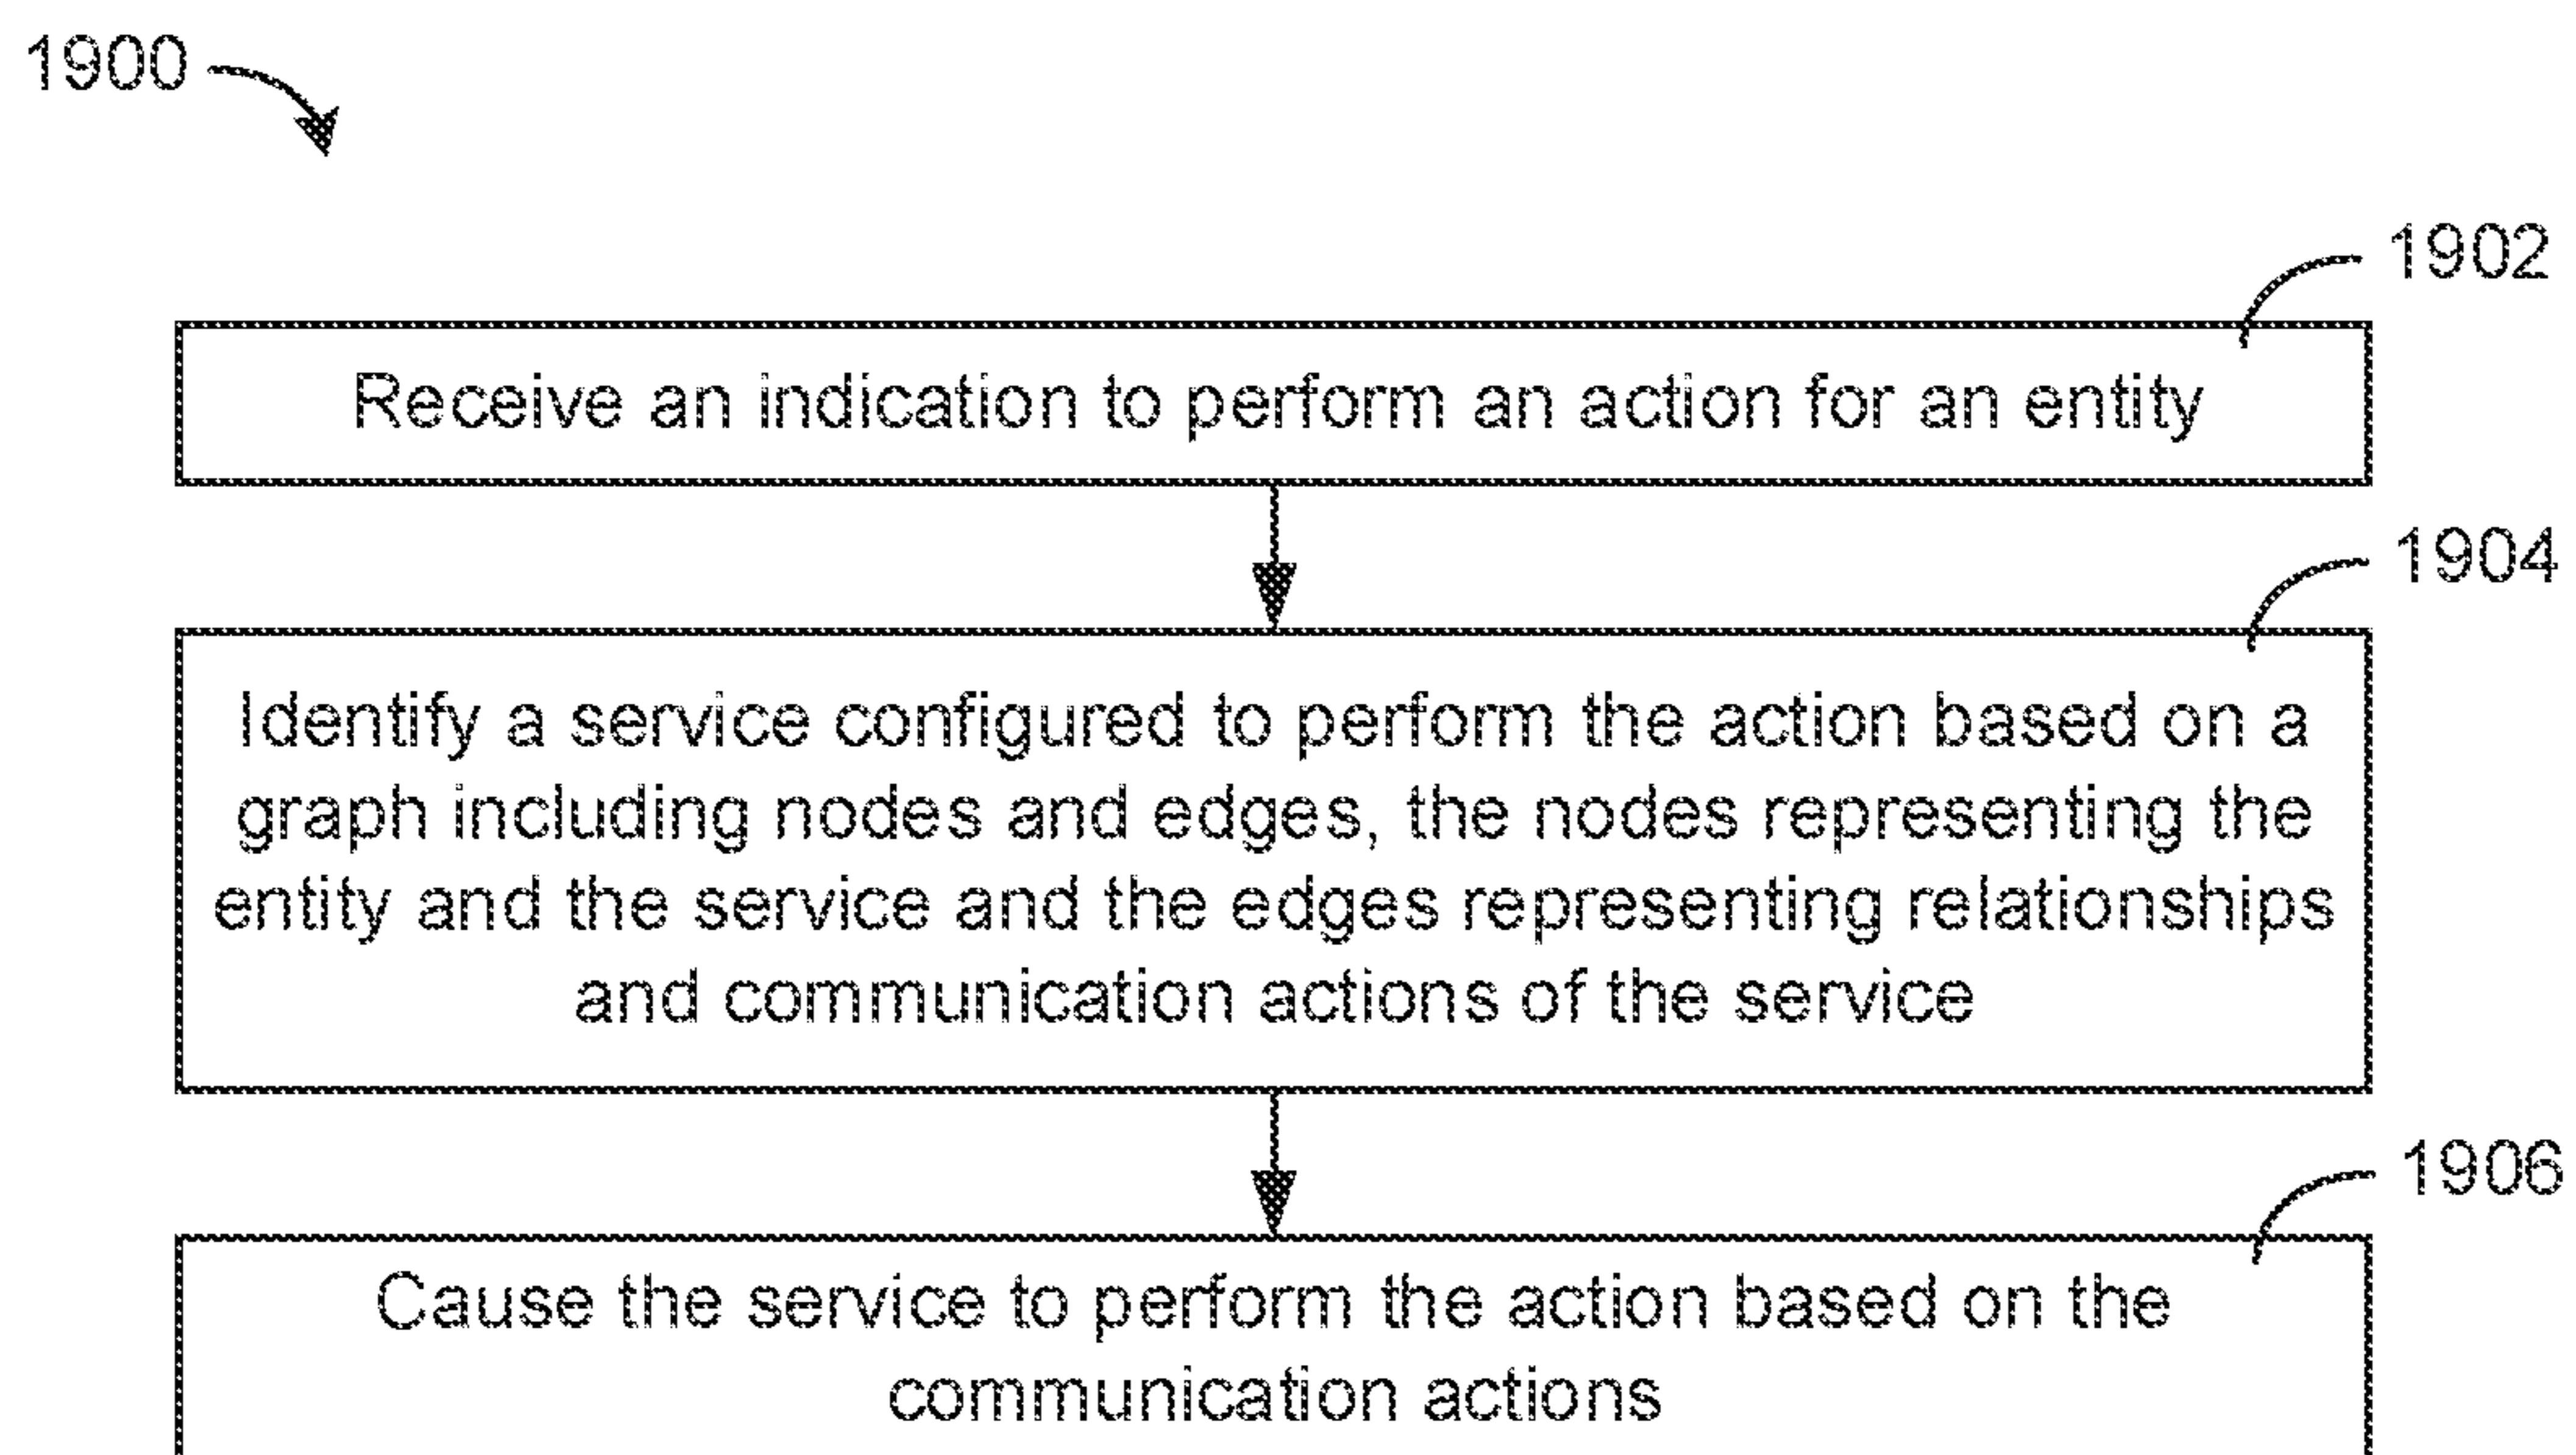 1900
1902
Receive an indication to perform an action for an entity
1904
Identify a service configured to perform the action based on a
graph including nodes and edges, the nodes representing the
entity and the service and the edges representing relationships
and communication actions of the service
1906
Cause the service to perform the action based on the
communication actions